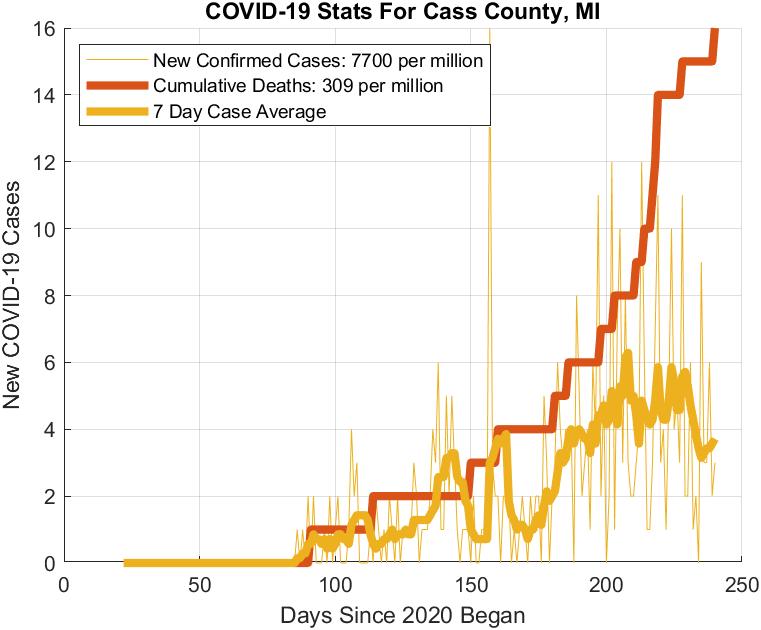 COVID-19 Stats For Cass County, MI
New Confirmed Cases: 7700 per million
Cumulative Deaths: 309 per million
7 Day Case Average
New COVID-19 Cases
16
14
12
10
8
6
4
2
0
0 50 100 150 200 250
Days Since 2020 Began